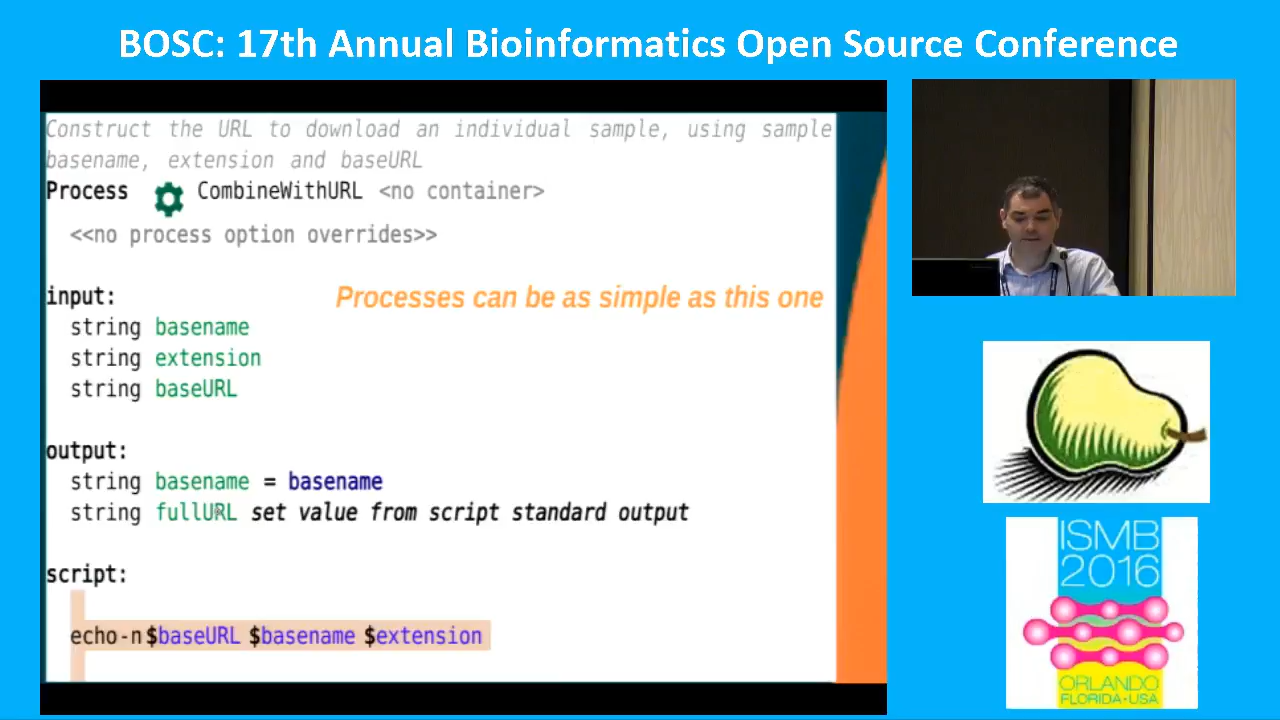 BOSC: 17th Annual Bioinformatics Open Source Conference
Construct the URL to download an individual sample, using sample
basename, extension and baseURL
Process CombineWithURL <no container>
<<no process option overrides>>
input:
Processes can be as simple as this one
string basename
string extension
string baseURL
output:
string basename = basename
string fullURL set value from script standard output
script:
echo-n $baseURL $basename $extension
ISMB
2016
ORLANDO
FLORIDA·USA